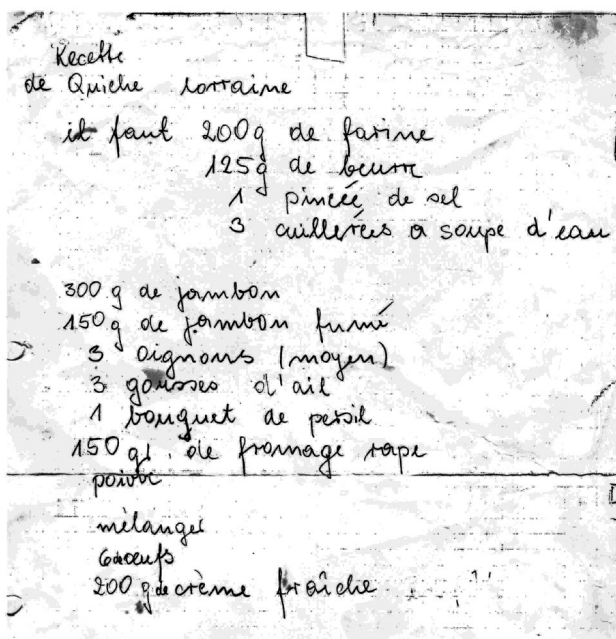 Recette
de Quiche lorraine
il faut 200g de farine
125g de beurre
1 pincée de sel
3 cuillerées a soupe d'eau
300 g de jambon
150 g de jambon fumé
3 oignons (moyen)
3 gousses d'ail
1 bouquet de persil
150 gr. de fromage rape
poivre
mélanger
6 œufs
200 g de crème fraîche